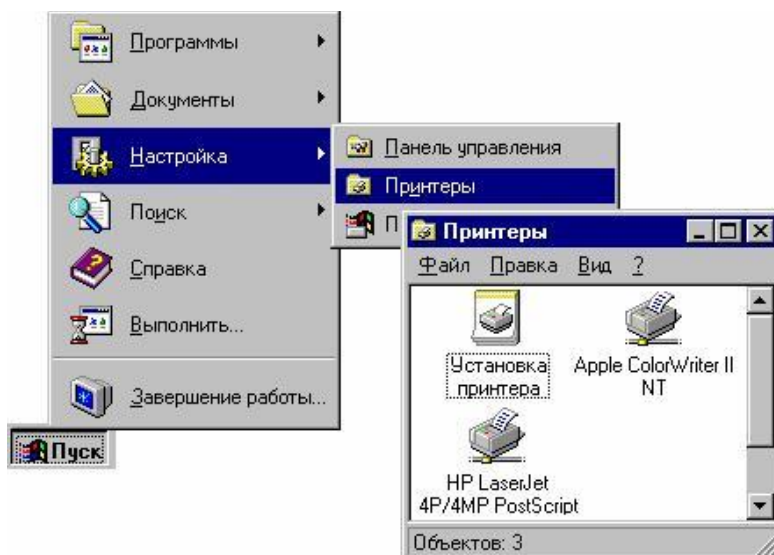 Программы
Документы
Настройка
Поиск
Справка
Выполнить...
Завершение работы...
Пуск
Панель управления
Принтеры
П
Принтеры
Файл Правка Вид ?
Установка
принтера
Apple ColorWriter II
NT
HP LaserJet
4P/4MP PostScript
Объектов: 3